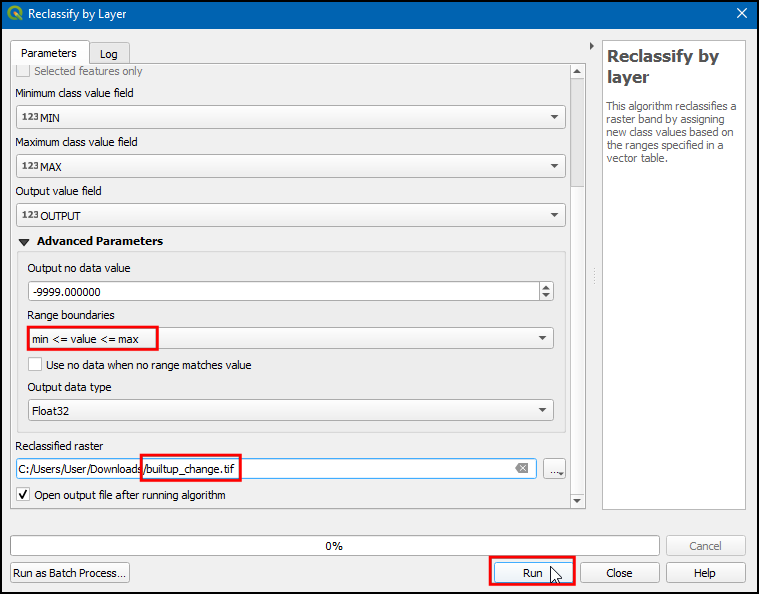 Reclassify by Layer
Parameters
Log
Selected features only
Minimum class value field
123 MIN
Maximum class value field
123 MAX
Output value field
123 OUTPUT
Advanced Parameters
Output no data value
-9999.000000
Range boundaries
min <= value <= max
Use no data when no range matches value
Output data type
Float32
Reclassified raster
C:/Users/User/Downloads/builtup_change.tif
...
Open output file after running algorithm
Reclassify by
layer
This algorithm reclassifies a
raster band by assigning
new class values based on
the ranges specified in a
vector table.
0%
Cancel
Run as Batch Process...
Run
Close
Help